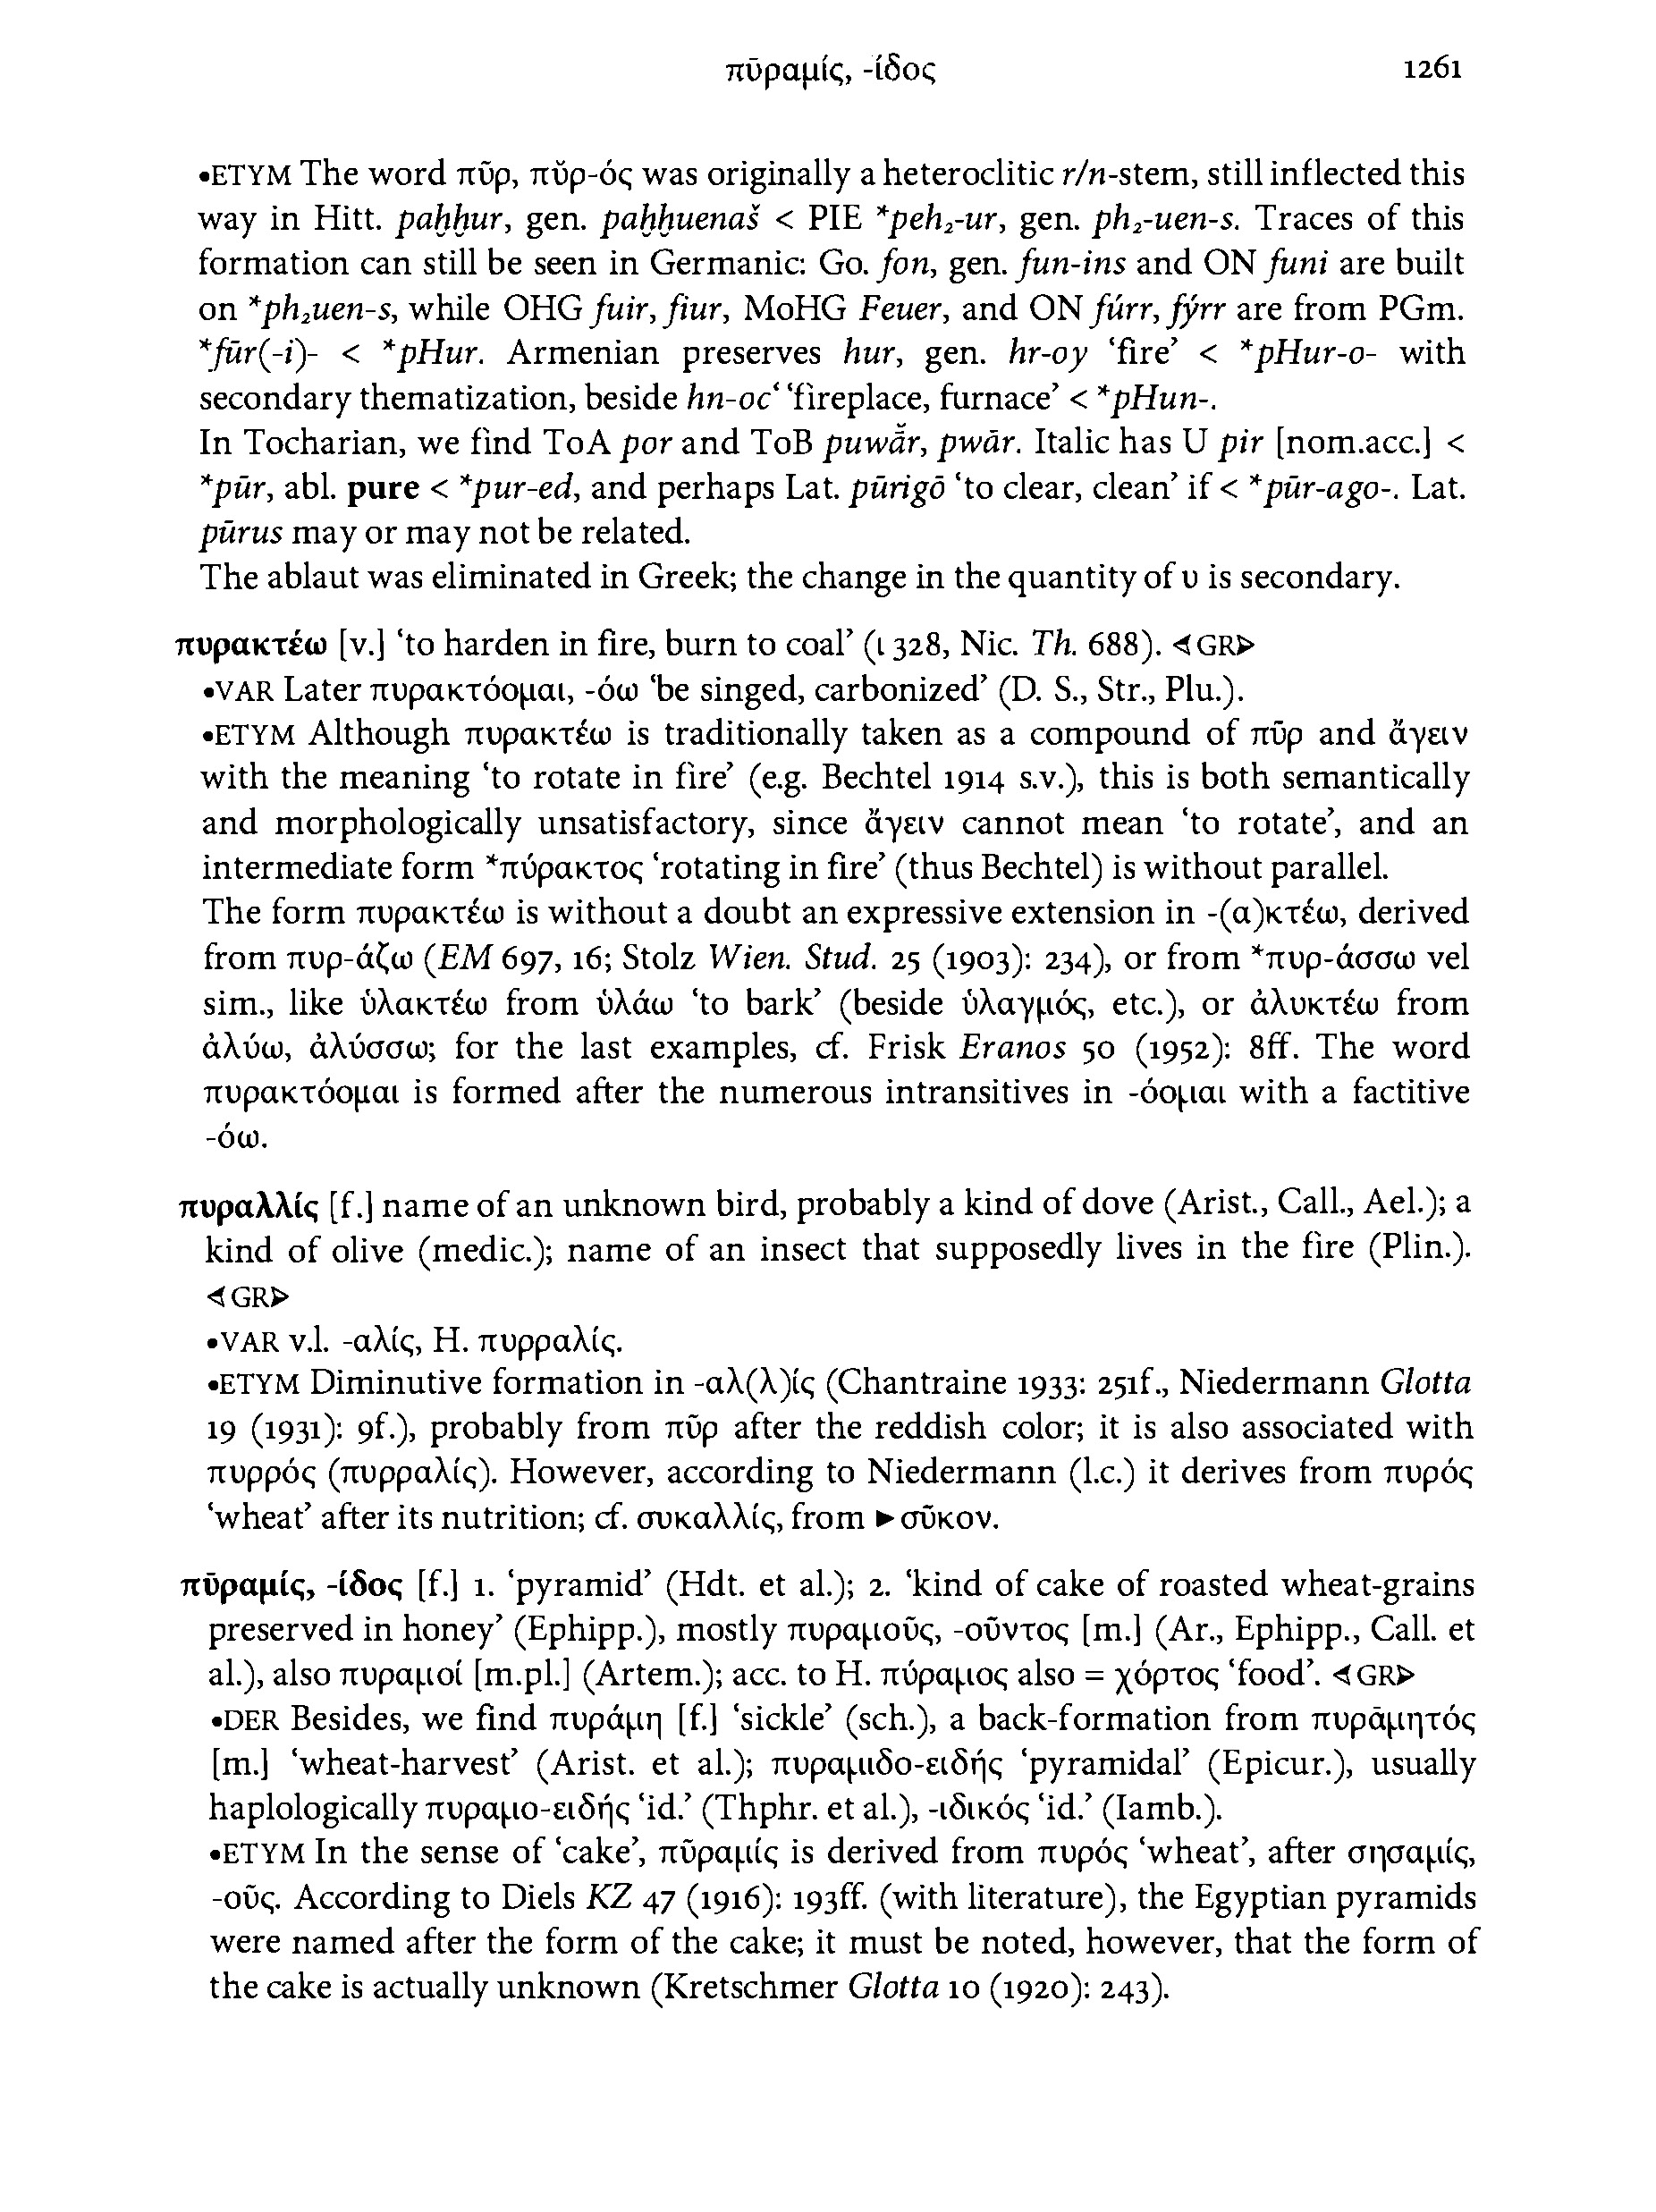 πῡραμίς, -ίδος 1261
•ETYM The word πῦρ, πῠρ-ός was originally a heteroclitic r/n-stem, still inflected this
way in Hitt. paḫḫur, gen. paḫḫuenaš < PIE *peh₂-ur, gen. ph₂-uen-s. Traces of this
formation can still be seen in Germanic: Go. fon, gen. fun-ins and ON funi are built
on *ph₂uen-s, while OHG fuir, fiur, MoHG Feuer, and ON fúrr, fýrr are from PGm.
*fūr(-i)- < *pHur. Armenian preserves hur, gen. hr-oy ‘fire’ < *pHur-o- with
secondary thematization, beside hn-oc‘ ‘fireplace, furnace’ < *pHun-.
In Tocharian, we find ToA por and ToB puwăr, pwār. Italic has U pir [nom.acc.] <
*pūr, abl. pure < *pur-ed, and perhaps Lat. pūrigō ‘to clear, clean’ if < *pūr-ago-. Lat.
pūrus may or may not be related.
The ablaut was eliminated in Greek; the change in the quantity of υ is secondary.
πυρακτέω [v.] ‘to harden in fire, burn to coal’ (ι 328, Nic. Th. 688). ⊲GR⊳
•VAR Later πυρακτόομαι, -όω ‘be singed, carbonized’ (D. S., Str., Plu.).
•ETYM Although πυρακτέω is traditionally taken as a compound of πῦρ and ἄγειν
with the meaning ‘to rotate in fire’ (e.g. Bechtel 1914 s.v.), this is both semantically
and morphologically unsatisfactory, since ἄγειν cannot mean ‘to rotate’, and an
intermediate form *πύρακτος ‘rotating in fire’ (thus Bechtel) is without parallel.
The form πυρακτέω is without a doubt an expressive extension in -(α)κτέω, derived
from πυρ-άζω (EM 697, 16; Stolz Wien. Stud. 25 (1903): 234), or from *πυρ-άσσω vel
sim., like ὑλακτέω from ὑλάω ‘to bark’ (beside ὑλαγμός, etc.), or ἀλυκτέω from
ἀλύω, ἀλύσσω; for the last examples, cf. Frisk Eranos 50 (1952): 8ff. The word
πυρακτόομαι is formed after the numerous intransitives in -όομαι with a factitive
-όω.
πυραλλίς [f.] name of an unknown bird, probably a kind of dove (Arist., Call., Ael.); a
kind of olive (medic.); name of an insect that supposedly lives in the fire (Plin.).
⊲GR⊳
•VAR v.l. -αλίς, H. πυρραλίς.
•ETYM Diminutive formation in -αλ(λ)ίς (Chantraine 1933: 251f., Niedermann Glotta
19 (1931): 9f.), probably from πῦρ after the reddish color; it is also associated with
πυρρός (πυρραλίς). However, according to Niedermann (l.c.) it derives from πυρός
‘wheat’ after its nutrition; cf. συκαλλίς, from ►σῦκον.
πῡραμίς, -ίδος [f.] 1. ‘pyramid’ (Hdt. et al.); 2. ‘kind of cake of roasted wheat-grains
preserved in honey’ (Ephipp.), mostly πυραμοῦς, -οῦντος [m.] (Ar., Ephipp., Call. et
al.), also πυραμοί [m.pl.] (Artem.); acc. to H. πύραμος also = χόρτος ‘food’. ⊲GR⊳
•DER Besides, we find πυράμη [f.] ‘sickle’ (sch.), a back-formation from πυρᾱμητός
[m.] ‘wheat-harvest’ (Arist. et al.); πυραμιδο-ειδής ‘pyramidal’ (Epicur.), usually
haplologically πυραμο-ειδής ‘id.’ (Thphr. et al.), -ιδικός ‘id.’ (Iamb.).
•ETYM In the sense of ‘cake’, πῡραμίς is derived from πυρός ‘wheat’, after σησαμίς,
-οῦς. According to Diels KZ 47 (1916): 193ff. (with literature), the Egyptian pyramids
were named after the form of the cake; it must be noted, however, that the form of
the cake is actually unknown (Kretschmer Glotta 10 (1920): 243).